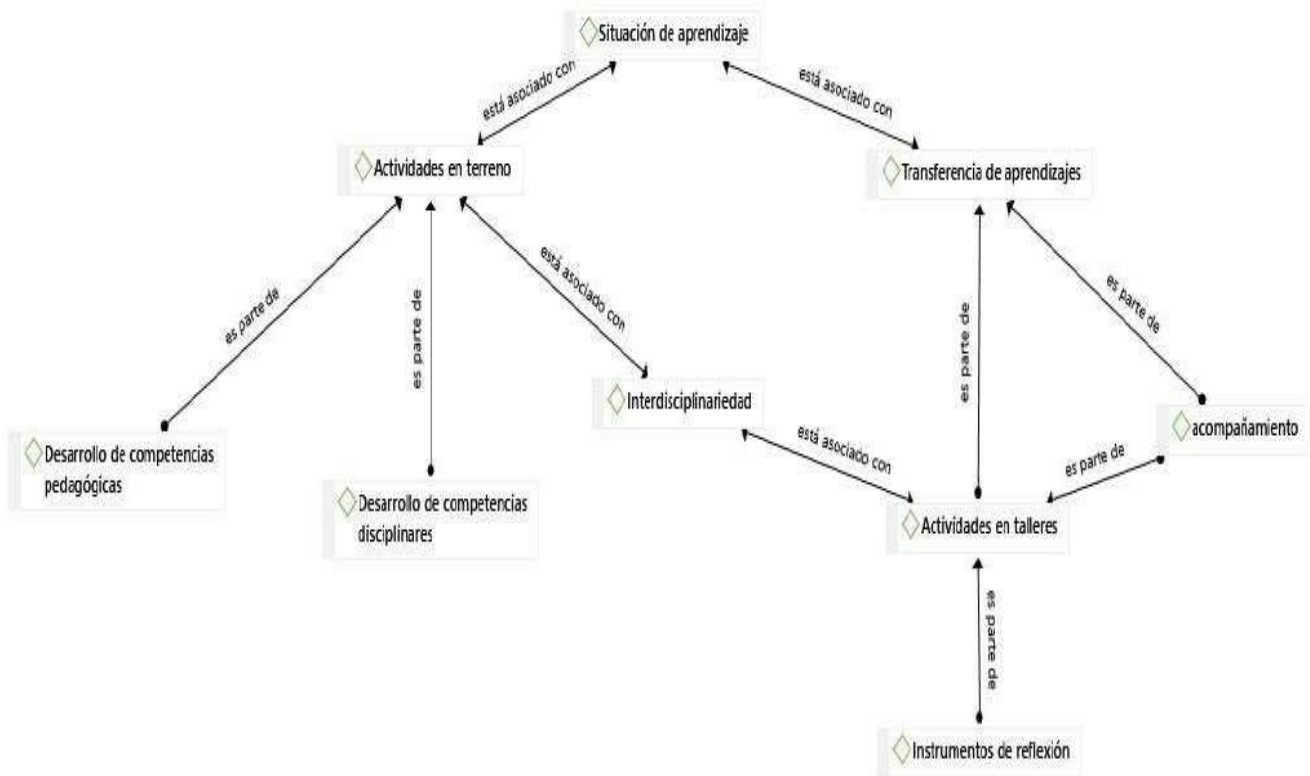 Situación de aprendizaje
está asociado con
está asociado con
Actividades en terreno
Transferencia de aprendizajes
es parte de
es parte de
está asociado con
es parte de
es parte de
Interdisciplinariedad
acompañamiento
Desarrollo de competencias
pedagógicas
está asociado con
es parte de
Desarrollo de competencias
disciplinares
Actividades en talleres
es parte de
Instrumentos de reflexión